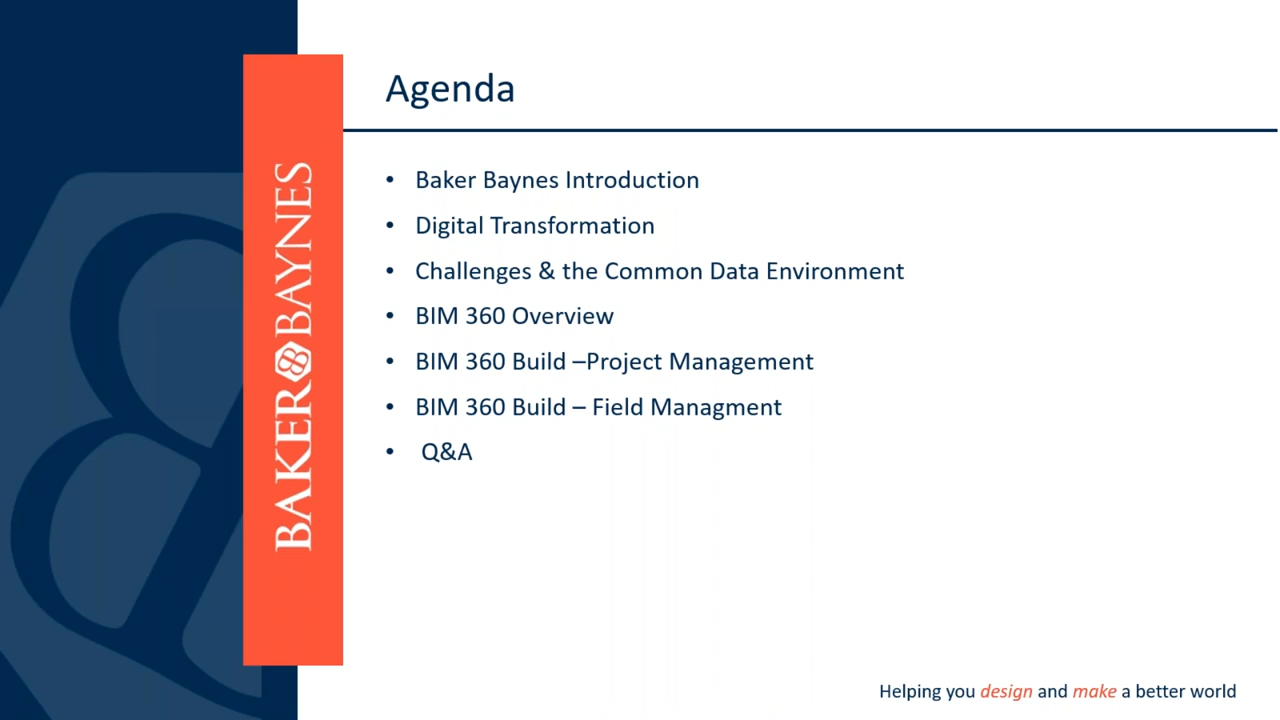 Agenda
BAKER BAYNES
• Baker Baynes Introduction
• Digital Transformation
• Challenges & the Common Data Environment
• BIM 360 Overview
• BIM 360 Build –Project Management
• BIM 360 Build – Field Managment
• Q&A
Helping you design and make a better world